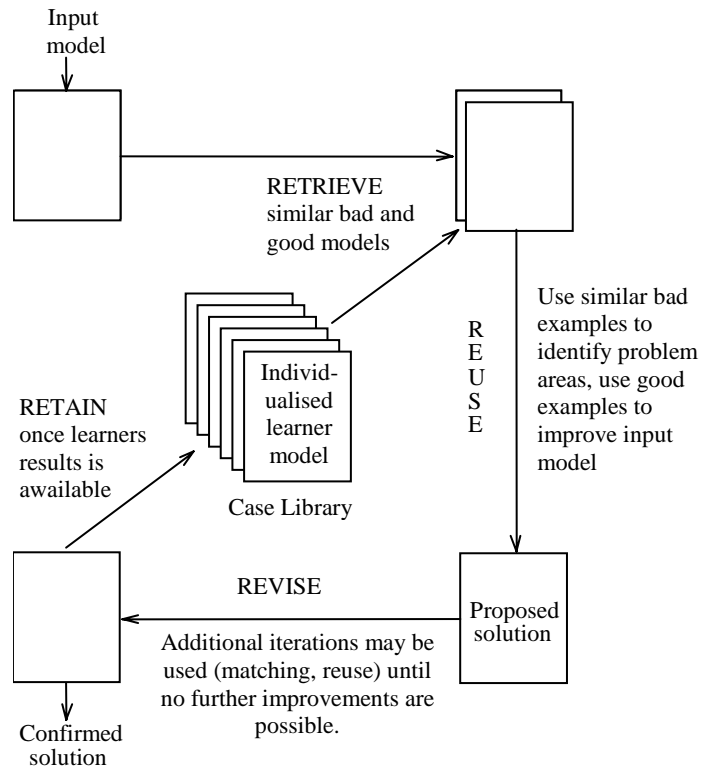 Input
model
RETRIEVE
similar bad and
good models
R
E
U
S
E
Use similar bad
examples to
identify problem
areas, use good
examples to
improve input
model
Individ-
ualised
learner
model
Case Library
RETAIN
once learners
results is
awailable
REVISE
Additional iterations may be
used (matching, reuse) until
no further improvements are
possible.
Proposed
solution
Confirmed
solution